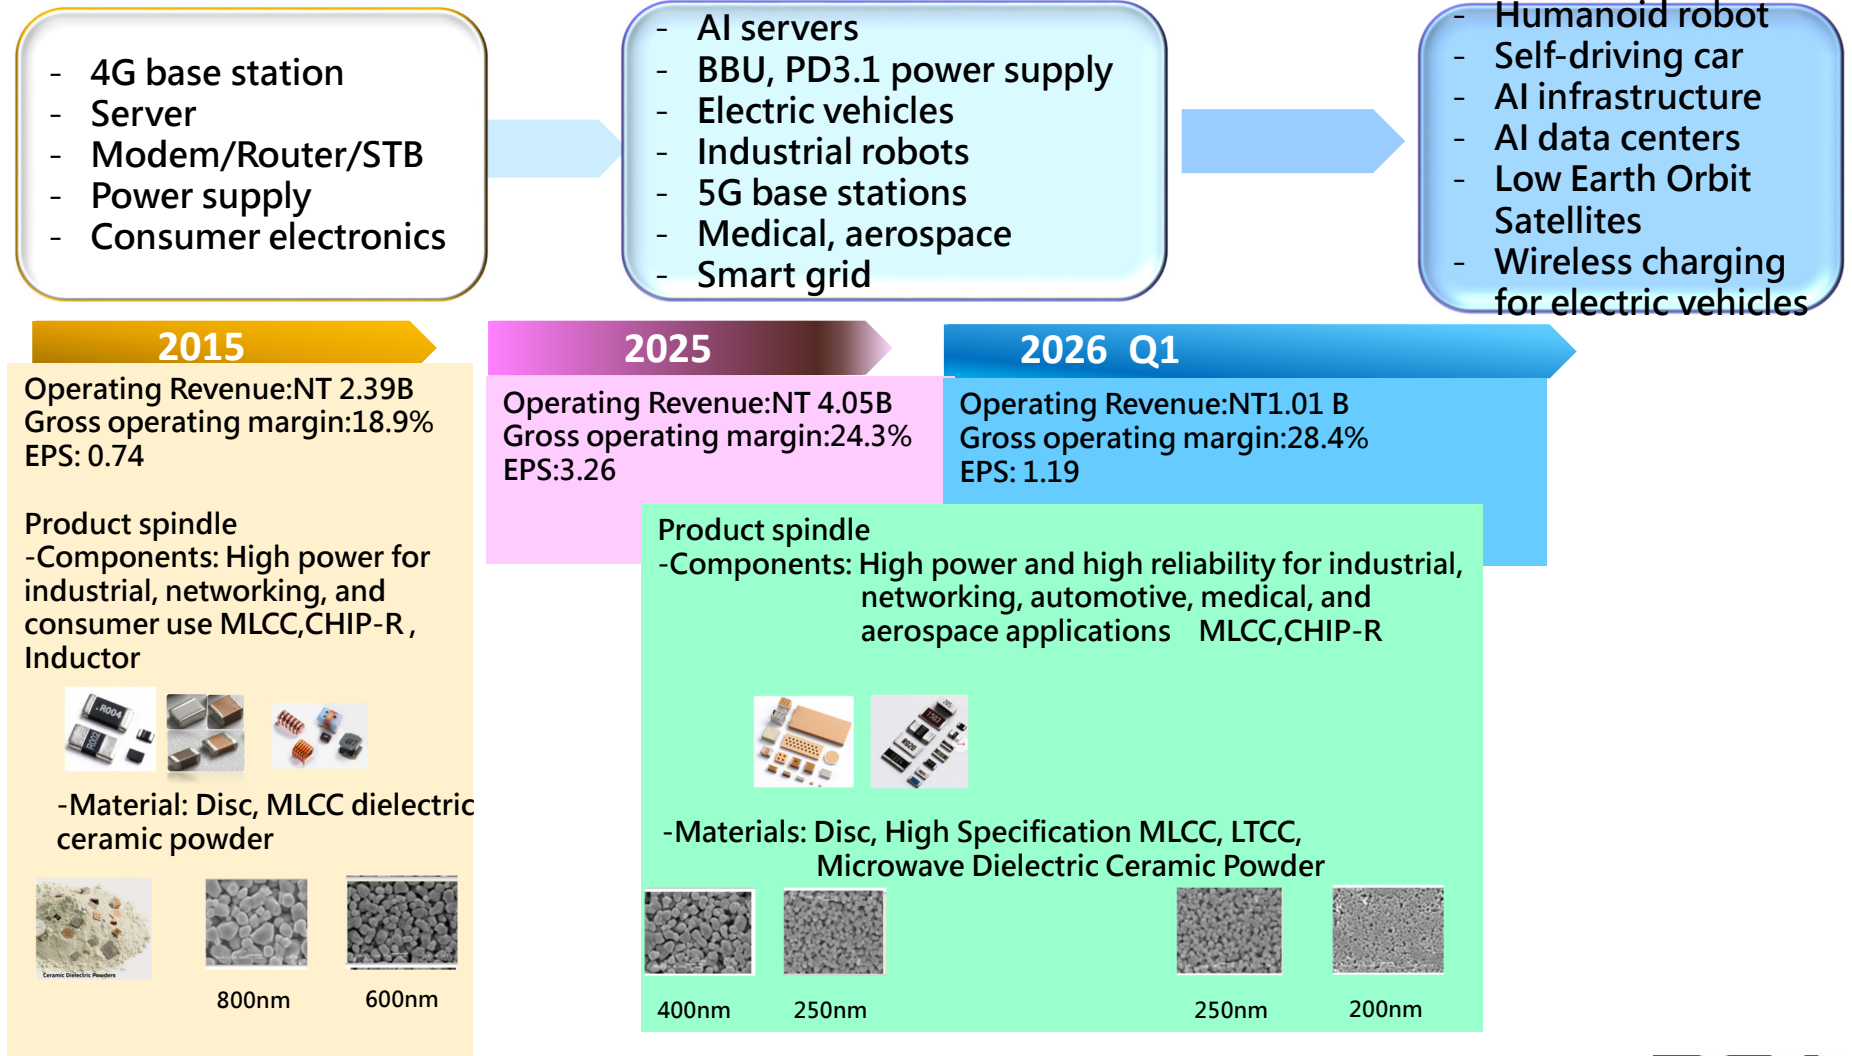 - 4G base station
- Server
- Modem/Router/STB
- Power supply
- Consumer electronics
- AI servers
- BBU, PD3.1 power supply
- Electric vehicles
- Industrial robots
- 5G base stations
- Medical, aerospace
- Smart grid
- Humanoid robot
- Self-driving car
- AI infrastructure
- AI data centers
- Low Earth Orbit
Satellites
- Wireless charging
for electric vehicles
2015
Operating Revenue:NT 2.39B
Gross operating margin:18.9%
EPS: 0.74
Product spindle
-Components: High power for
industrial, networking, and
consumer use MLCC,CHIP-R ,
Inductor
R004
R002
-Material: Disc, MLCC dielectric
ceramic powder
Ceramic Dielectric Powders
800nm
600nm
2025
Operating Revenue:NT 4.05B
Gross operating margin:24.3%
EPS:3.26
2026 Q1
Operating Revenue:NT1.01 B
Gross operating margin:28.4%
EPS: 1.19
Product spindle
-Components: High power and high reliability for industrial,
networking, automotive, medical, and
aerospace applications MLCC,CHIP-R
1503
R020
-Materials: Disc, High Specification MLCC, LTCC,
Microwave Dielectric Ceramic Powder
400nm
250nm
250nm
200nm